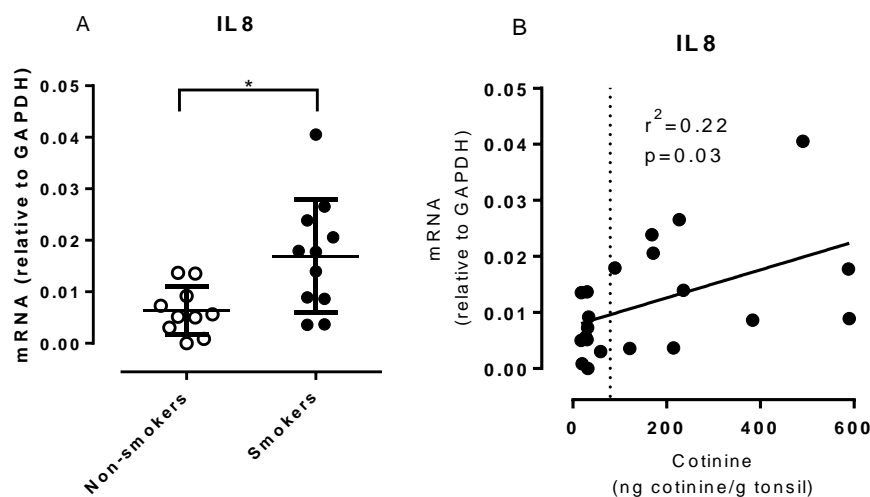 A
IL8
mRNA (relative to GAPDH)
0.05
0.04
0.03
0.02
0.01
0.00
*
Non-smokers
Smokers
B
IL8
mRNA
(relative to GAPDH)
0.05
0.04
0.03
0.02
0.01
0.00
r²=0.22
p=0.03
0
200
400
600
Cotinine
(ng cotinine/g tonsil)